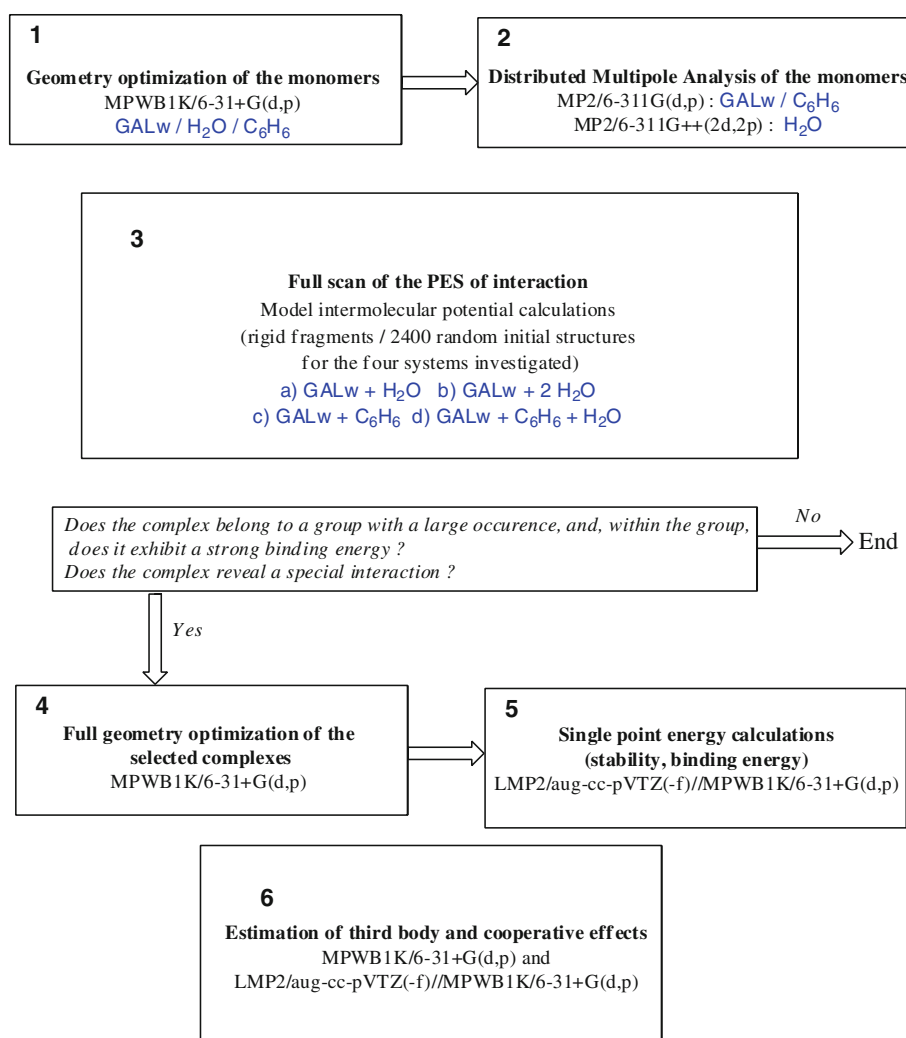 1
Geometry optimization of the monomers
MPWB1K/6-31+G(d,p)
GALw / H₂O / C₆H₆
2
Distributed Multipole Analysis of the monomers
MP2/6-311G(d,p) : GALw / C₆H₆
MP2/6-311G++(2d,2p) : H₂O
3
Full scan of the PES of interaction
Model intermolecular potential calculations
(rigid fragments / 2400 random initial structures
for the four systems investigated)
a) GALw + H₂O b) GALw + 2 H₂O
c) GALw + C₆H₆ d) GALw + C₆H₆ + H₂O
Does the complex belong to a group with a large occurence, and, within the group,
does it exhibit a strong binding energy ?
Does the complex reveal a special interaction ?
No
End
Yes
4
Full geometry optimization of the
selected complexes
MPWB1K/6-31+G(d,p)
5
Single point energy calculations
(stability, binding energy)
LMP2/aug-cc-pVTZ(-f)//MPWB1K/6-31+G(d,p)
6
Estimation of third body and cooperative effects
MPWB1K/6-31+G(d,p) and
LMP2/aug-cc-pVTZ(-f)//MPWB1K/6-31+G(d,p)